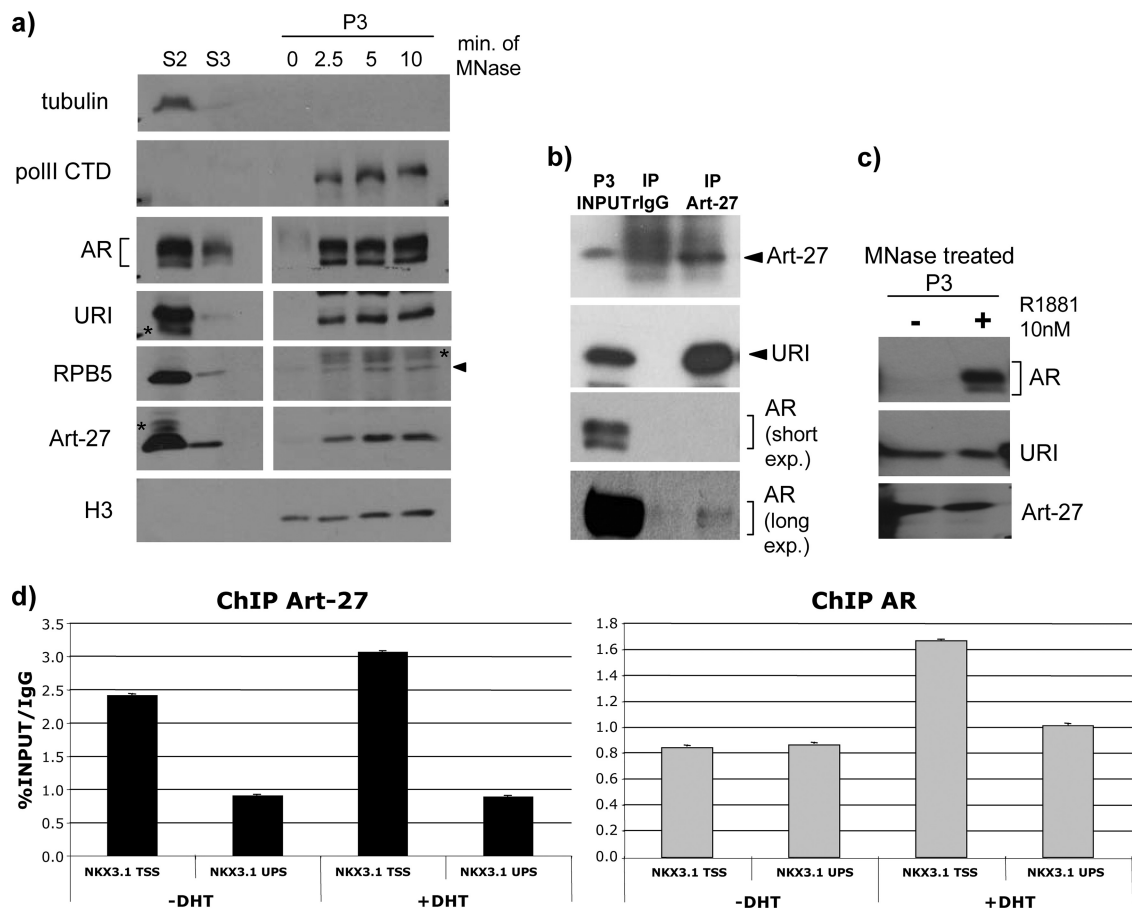 a)
P3
S2 S3 0 2.5 5 10 min. of
MNase
tubulin
polII CTD
AR
URI
*
RPB5
*
Art-27
*
H3
b)
P3 IP IP
INPUT rIgG Art-27
Art-27
URI
AR
(short
exp.)
AR
(long
exp.)
c)
MNase treated
P3
- + R1881
10nM
AR
URI
Art-27
d)
ChIP Art-27
%INPUT/IgG
3.5
3.0
2.5
2.0
1.5
1.0
0.5
0.0
NKX3.1 TSS NKX3.1 UPS NKX3.1 TSS NKX3.1 UPS
-DHT +DHT
ChIP AR
1.8
1.6
1.4
1.2
1.0
0.8
0.6
0.4
0.2
0.0
NKX3.1 TSS NKX3.1 UPS NKX3.1 TSS NKX3.1 UPS
-DHT +DHT